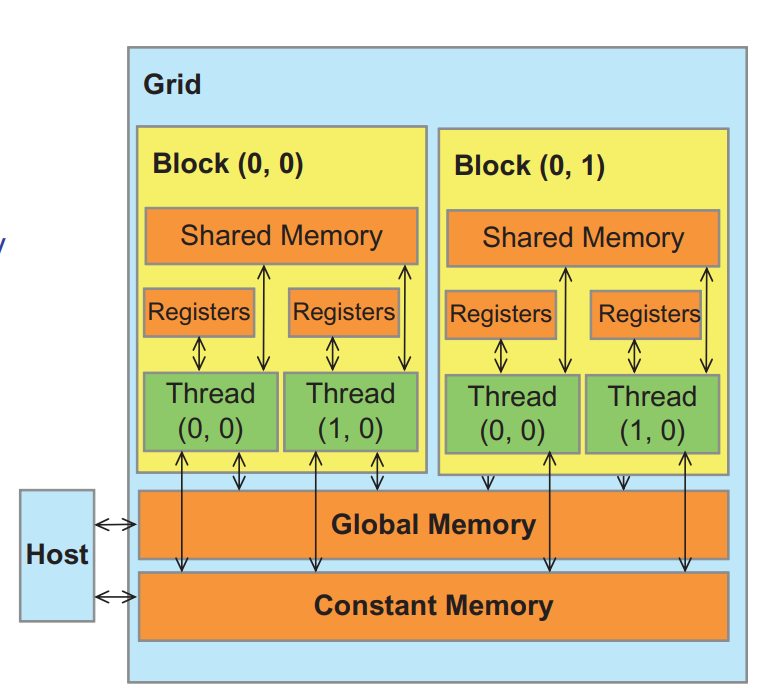 Grid
Block (0, 0)
Block (0, 1)
Shared Memory
Shared Memory
Registers
Registers
Registers
Registers
Thread
(0, 0)
Thread
(1, 0)
Thread
(0, 0)
Thread
(1, 0)
Host
Global Memory
Constant Memory